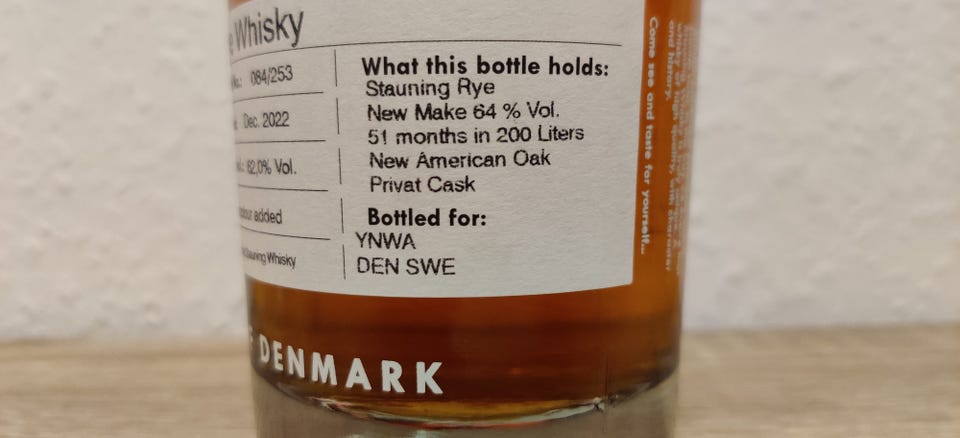 Whisky
084/253
Dec. 2022
62,0% Vol.
added
Stauning Whisky
What this bottle holds:
Stauning Rye
New Make 64 % Vol.
51 months in 200 Liters
New American Oak
Privat Cask
Bottled for:
YNWA
DEN SWE
DENMARK
Come see and taste for yourself...